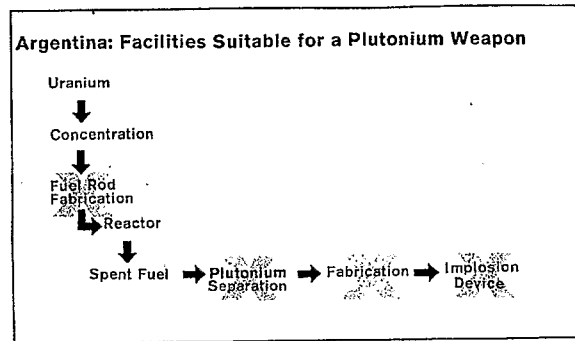 Argentina: Facilities Suitable for a Plutonium Weapon
Uranium
Concentration
Fuel Rod
Fabrication
Reactor
Spent Fuel
Plutonium
Separation
Fabrication
Implosion
Device